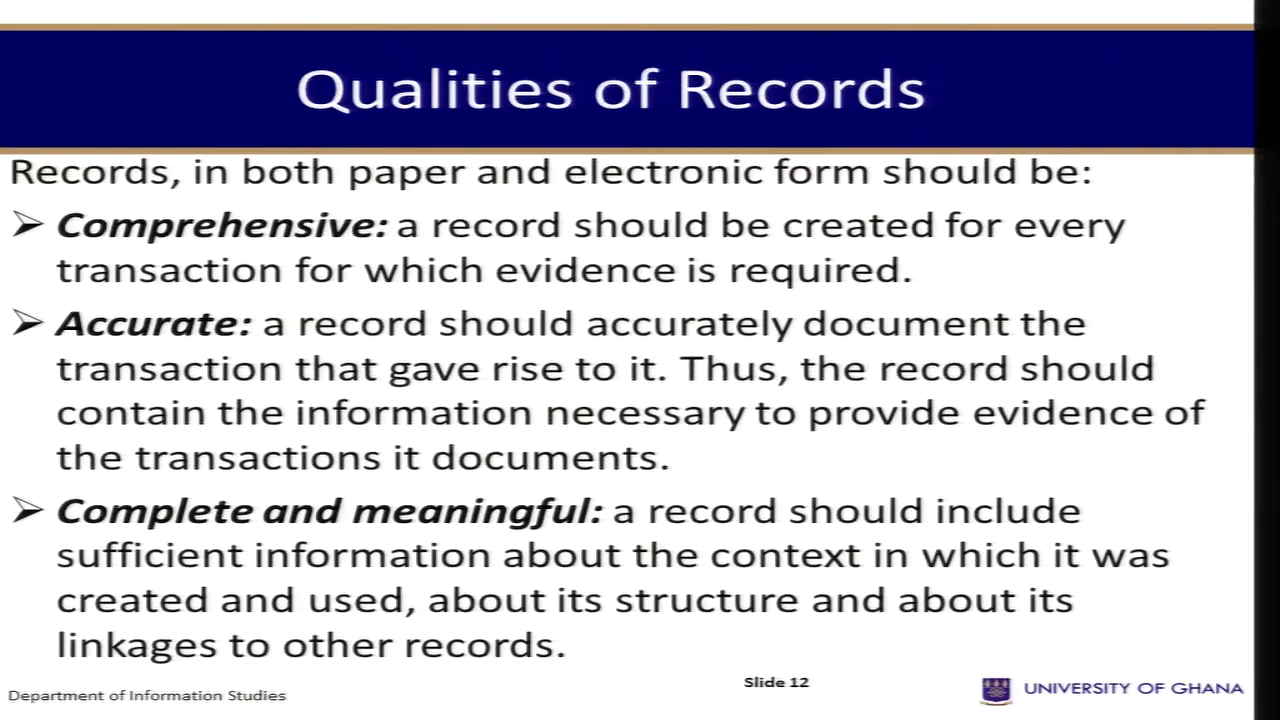 Qualities of Records
Records, in both paper and electronic form should be:
➢ Comprehensive: a record should be created for every
transaction for which evidence is required.
➢ Accurate: a record should accurately document the
transaction that gave rise to it. Thus, the record should
contain the information necessary to provide evidence of
the transactions it documents.
➢ Complete and meaningful: a record should include
sufficient information about the context in which it was
created and used, about its structure and about its
linkages to other records.
Department of Information Studies
Slide 12
UNIVERSITY OF GHANA